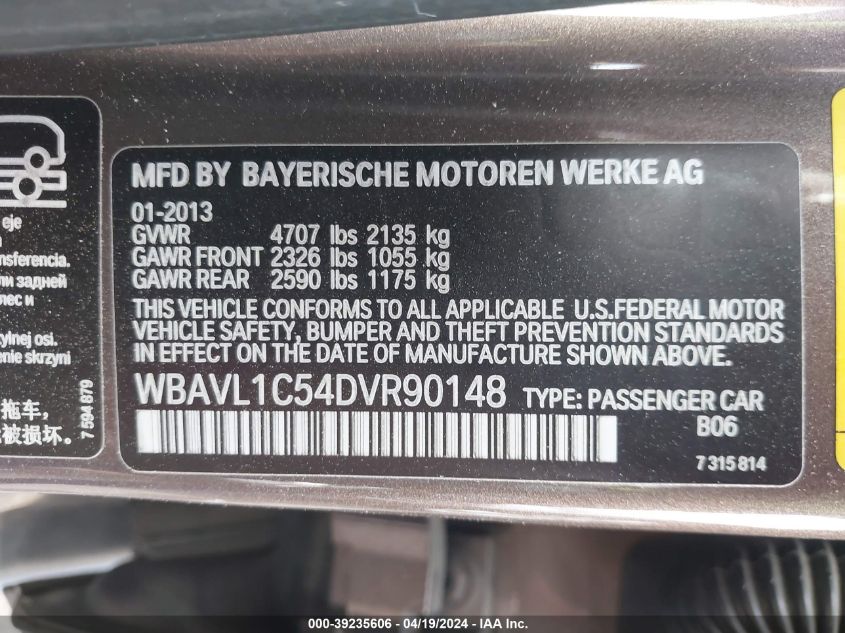 eje
nsferencia.
ли задней
лес и
tylnej osi.
enie skrzyni
拖车，
被损坏.
7 594 879
MFD BY BAYERISCHE MOTOREN WERKE AG
01-2013
GVWR 4707 lbs 2135 kg
GAWR FRONT 2326 lbs 1055 kg
GAWR REAR 2590 lbs 1175 kg
THIS VEHICLE CONFORMS TO ALL APPLICABLE U.S.FEDERAL MOTOR
VEHICLE SAFETY, BUMPER AND THEFT PREVENTION STANDARDS
IN EFFECT ON THE DATE OF MANUFACTURE SHOWN ABOVE.
WBAVL1C54DVR90148 TYPE: PASSENGER CAR
B06
7 315 814
000-39235606 - 04/19/2024 - IAA Inc.